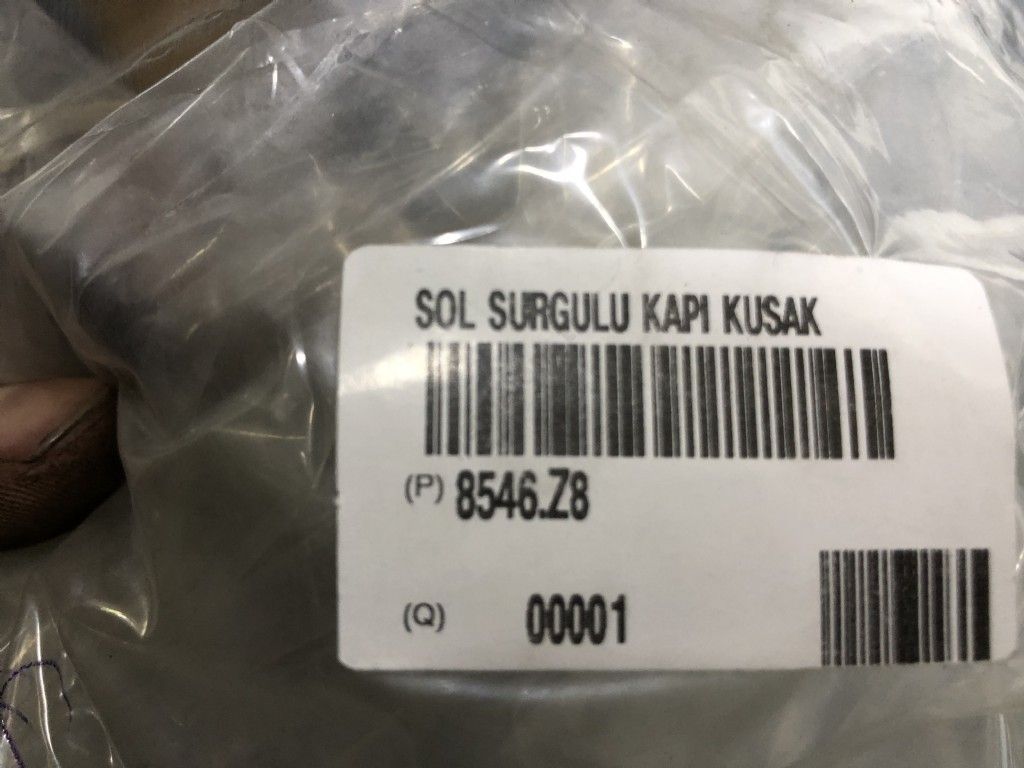 SOL SURGULU KAPI KUSAK
(P) 8546.Z8
(Q) 00001